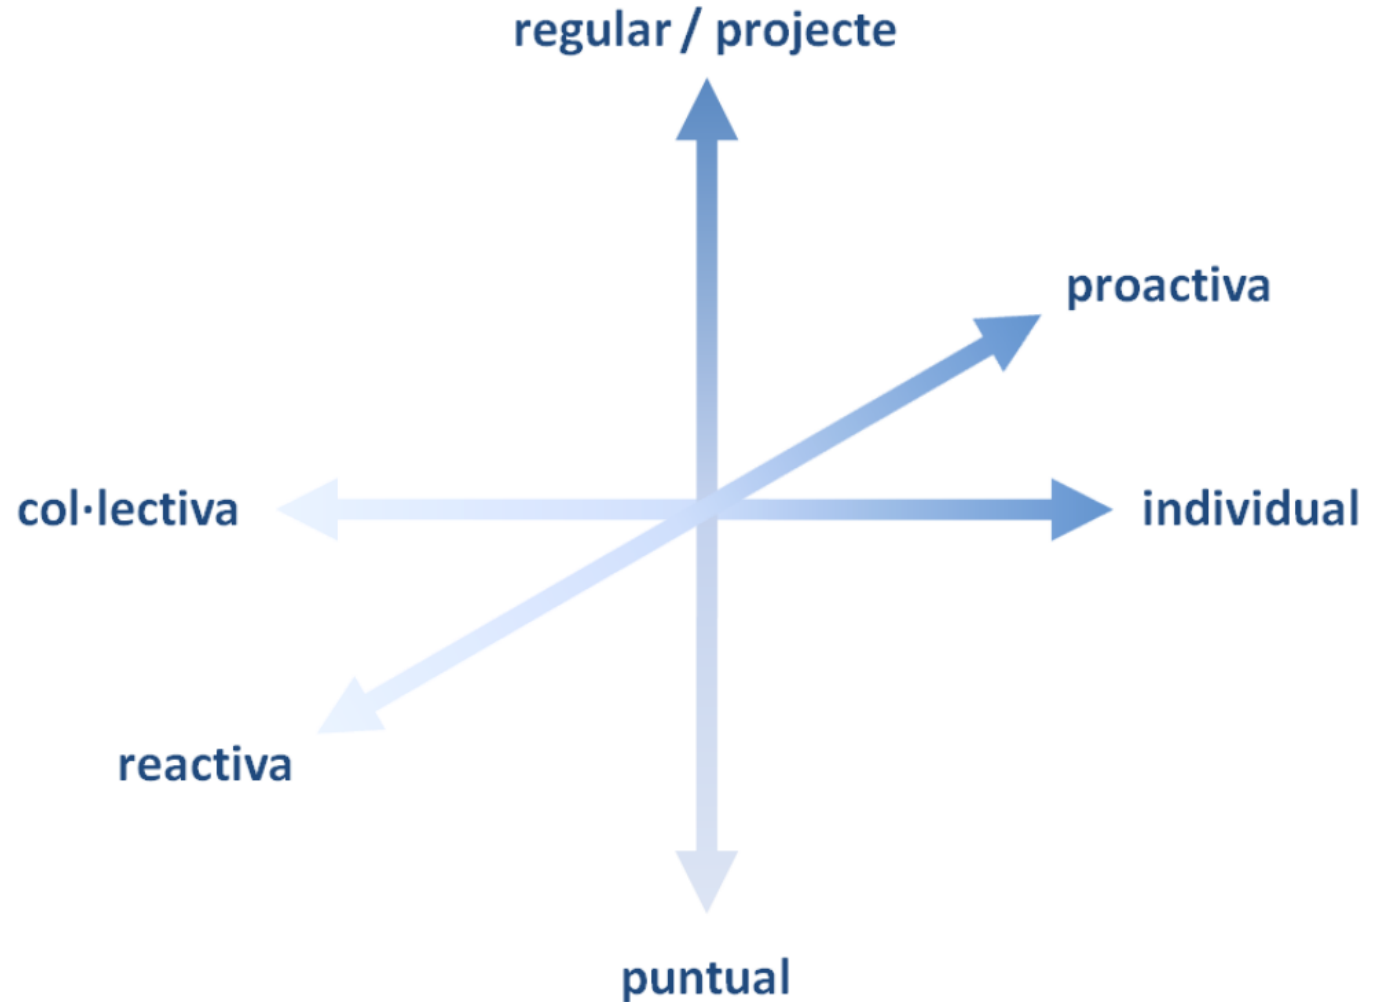 regular / projecte
proactiva
col·lectiva
individual
reactiva
puntual